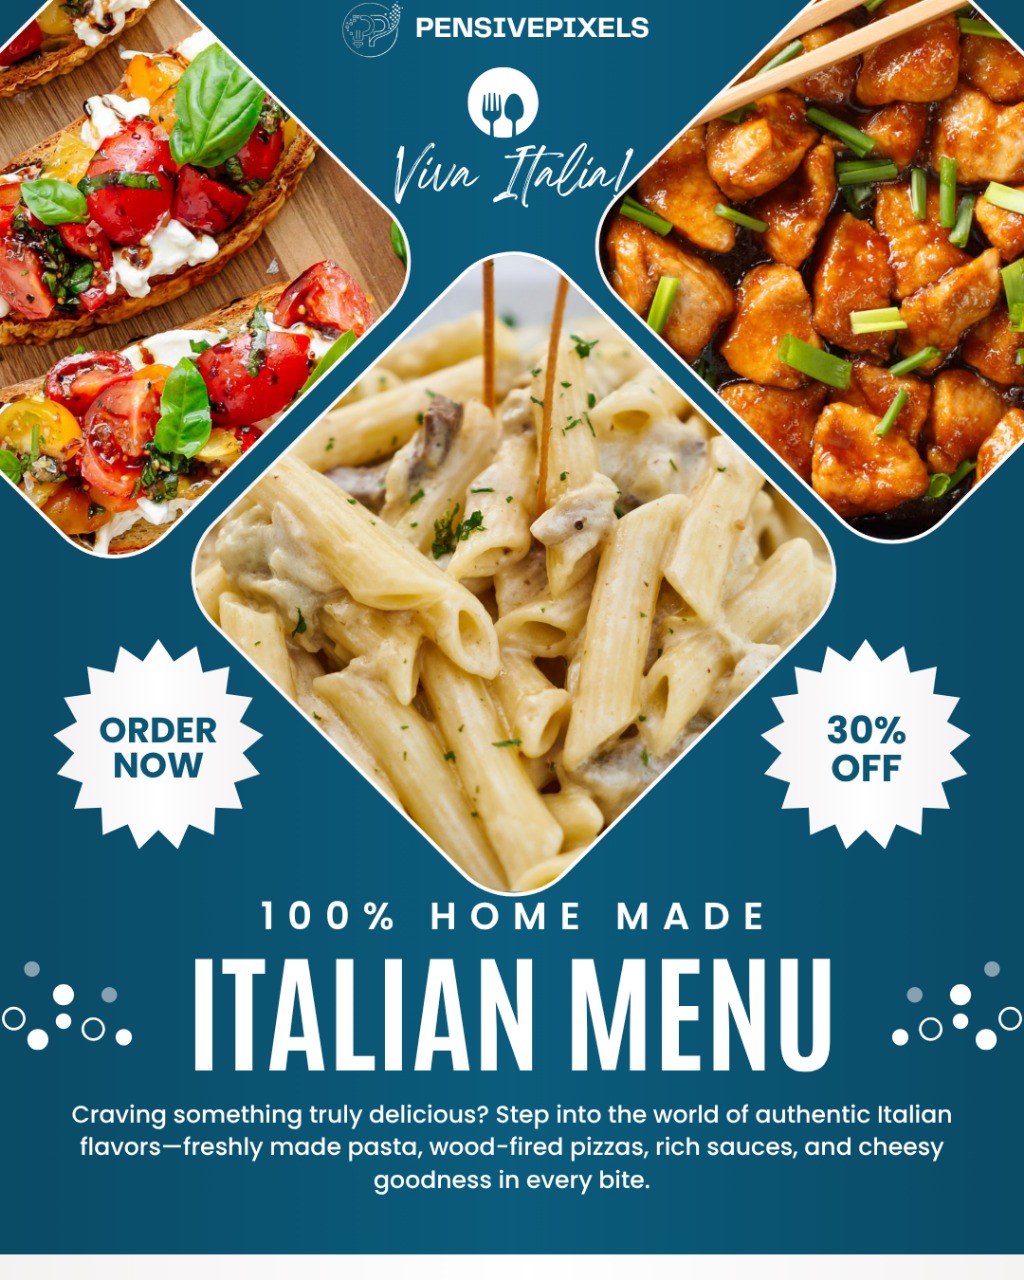 PP
PENSIVEPIXELS
Viva Italia!
ORDER
NOW
30%
OFF
100% HOME MADE
ITALIAN MENU
Craving something truly delicious? Step into the world of authentic Italian
flavors—freshly made pasta, wood-fired pizzas, rich sauces, and cheesy
goodness in every bite.